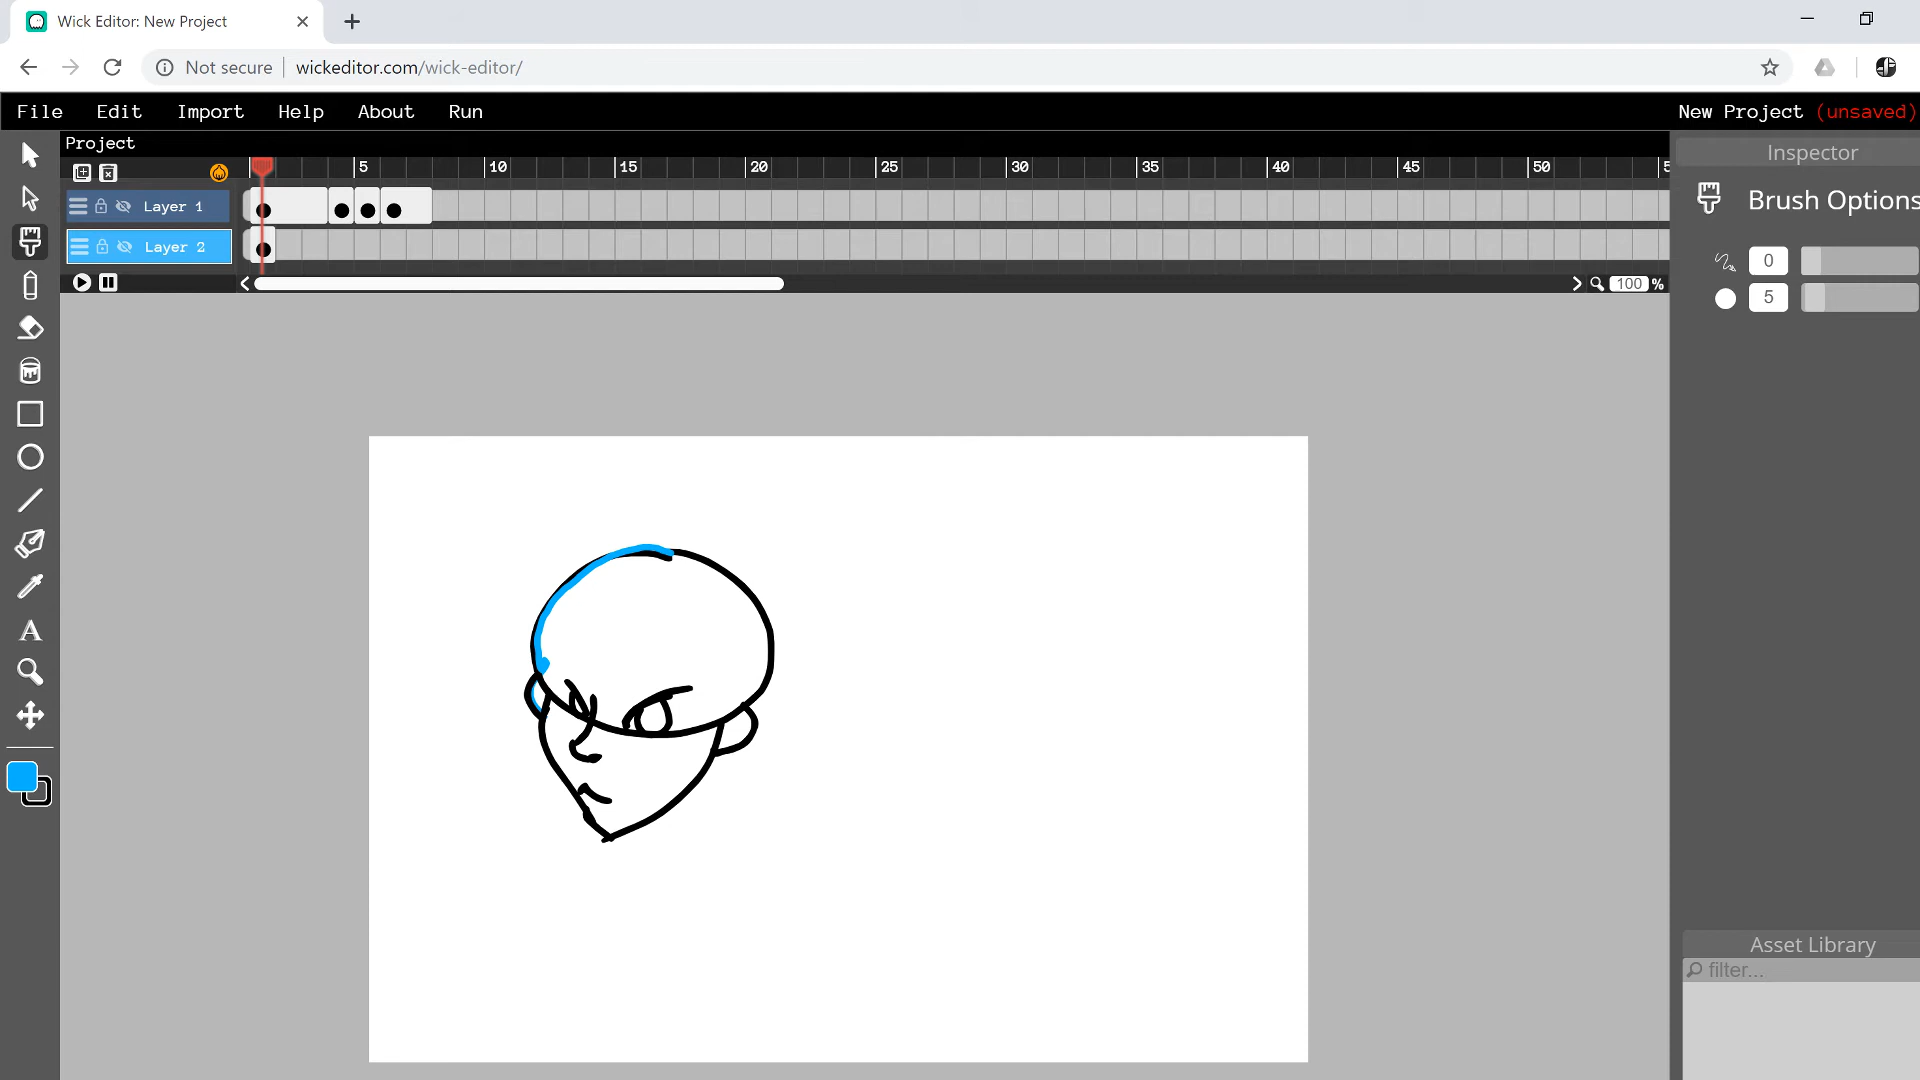 Wick Editor: New Project
Not secure wickeditor.com/wick-editor/
File Edit Import Help About Run New Project (unsaved)
Project
Inspector
5 10 15 20 25 30 35 40 45 50
Layer 1
Brush Options
Layer 2
0
100 %
5
A
Asset Library
filter...